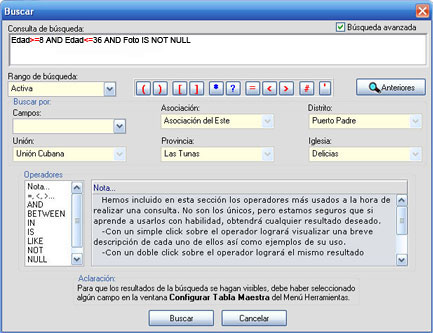 Buscar
Consulta de búsqueda:
Búsqueda avanzada
Edad>=8 AND Edad<=36 AND Foto IS NOT NULL
Rango de búsqueda:
Activa
( ) [ ] * ? = < > # '
Anteriores
Buscar por:
Campos:
Asociación:
Asociación del Este
Distrito:
Puerto Padre
Unión:
Unión Cubana
Provincia:
Las Tunas
Iglesia:
Delicias
Operadores
Nota...
=, <, >...
AND
BETWEEN
IN
IS
LIKE
NOT
NULL
Nota...
Hemos incluido en esta sección los operadores más usados a la hora de
realizar una consulta. No son los únicos, pero estamos seguros que si
aprende a usarlos con habilidad, obtendrá cualquier resultado deseado.
-Con un simple click sobre el operador logrará visualizar una breve
descripción de cada uno de ellos así como ejemplos de su uso.
-Con un doble click sobre el operador logrará el mismo resultado
Aclaración:
Para que los resultados de la búsqueda se hagan visibles, debe haber seleccionado
algún campo en la ventana Configurar Tabla Maestra del Menú Herramientas.
Buscar
Cancelar